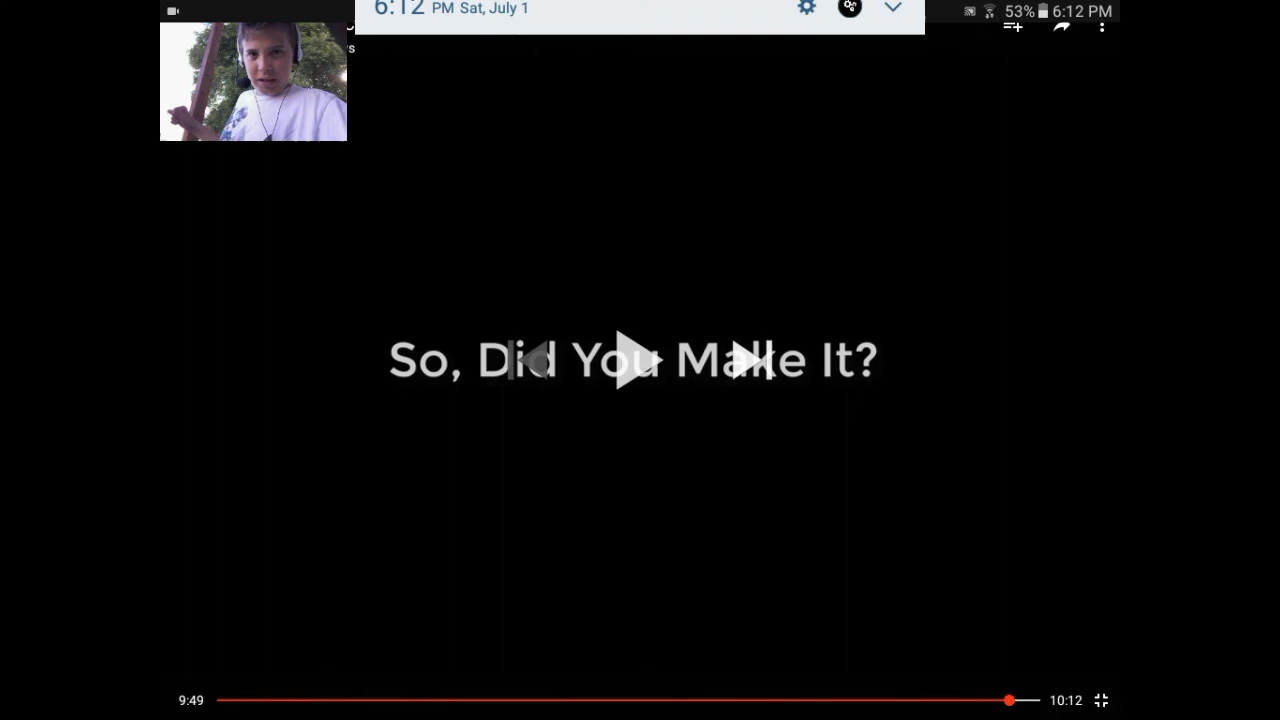 6:12 PM Sat, July 1
53% 6:12 PM
So, Did You Make It?
9:49
10:12